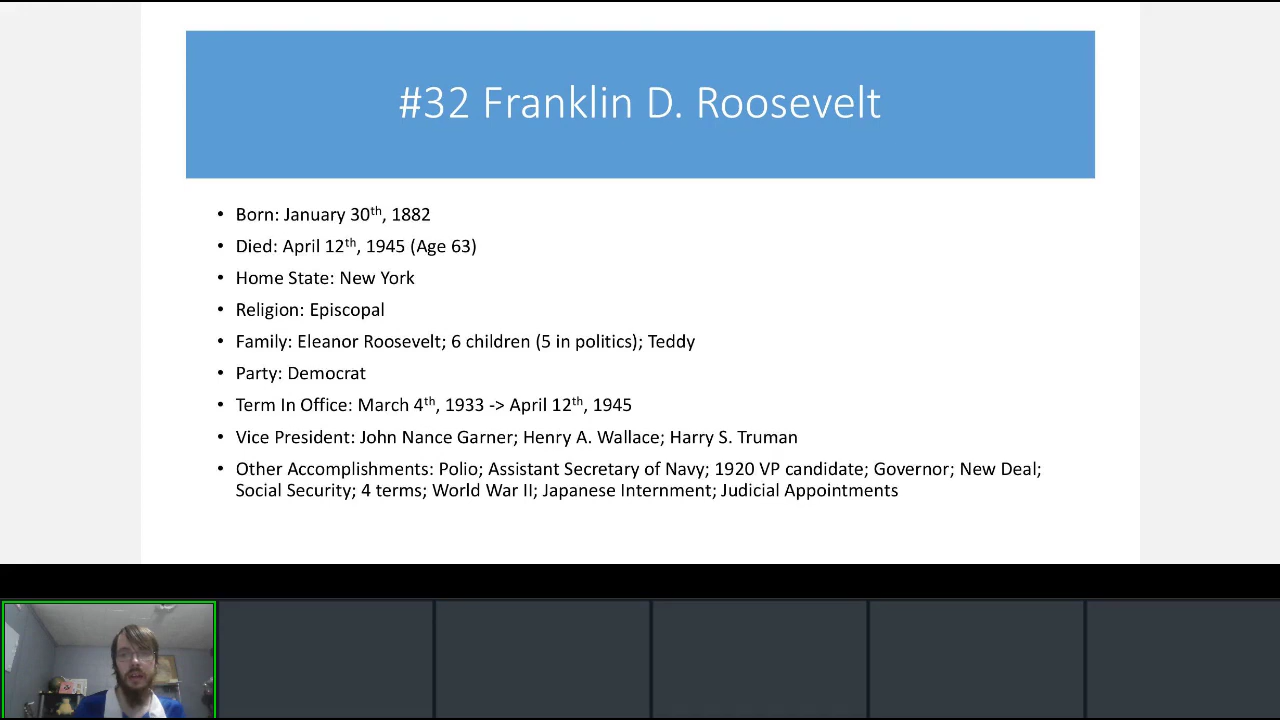 #32 Franklin D. Roosevelt
• Born: January 30th, 1882
• Died: April 12th, 1945 (Age 63)
• Home State: New York
• Religion: Episcopal
• Family: Eleanor Roosevelt; 6 children (5 in politics); Teddy
• Party: Democrat
• Term In Office: March 4th, 1933 -> April 12th, 1945
• Vice President: John Nance Garner; Henry A. Wallace; Harry S. Truman
• Other Accomplishments: Polio; Assistant Secretary of Navy; 1920 VP candidate; Governor; New Deal;
Social Security; 4 terms; World War II; Japanese Internment; Judicial Appointments